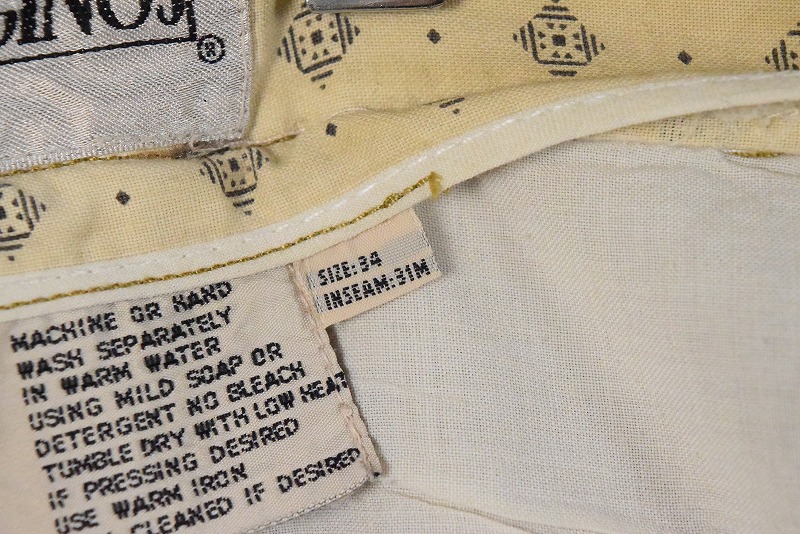 ®
SIZE:34
INSEAM:31M
MACHINE OR HAND
WASH SEPARATELY
IN WARM WATER
USING MILD SOAP OR
DETERGENT NO BLEACH
TUMBLE DRY WITH LOW HEAT
IF PRESSING DESIRED
USE WARM IRON
CLEANED IF DESIRED